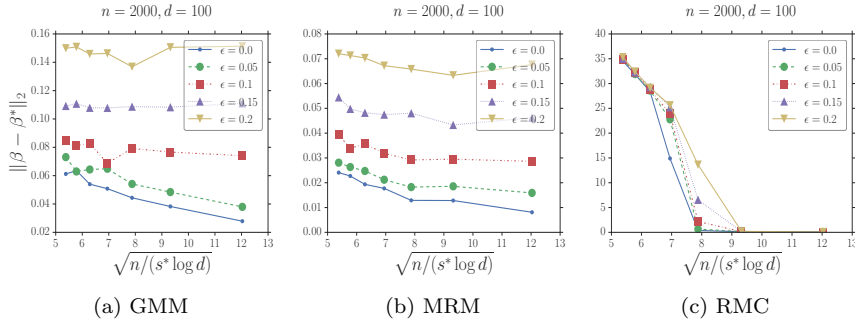 n = 2000, d = 100
0.16
0.14
0.12
0.10
0.08
0.06
0.04
0.02
||β − β*||₂
5 6 7 8 9 10 11 12 13
√n/(s* log d)
ϵ = 0.0
ϵ = 0.05
ϵ = 0.1
ϵ = 0.15
ϵ = 0.2
(a) GMM
n = 2000, d = 100
0.08
0.07
0.06
0.05
0.04
0.03
0.02
0.01
0.00
5 6 7 8 9 10 11 12 13
√n/(s* log d)
ϵ = 0.0
ϵ = 0.05
ϵ = 0.1
ϵ = 0.15
ϵ = 0.2
(b) MRM
n = 2000, d = 100
40
35
30
25
20
15
10
5
0
5 6 7 8 9 10 11 12 13
√n/(s* log d)
ϵ = 0.0
ϵ = 0.05
ϵ = 0.1
ϵ = 0.15
ϵ = 0.2
(c) RMC